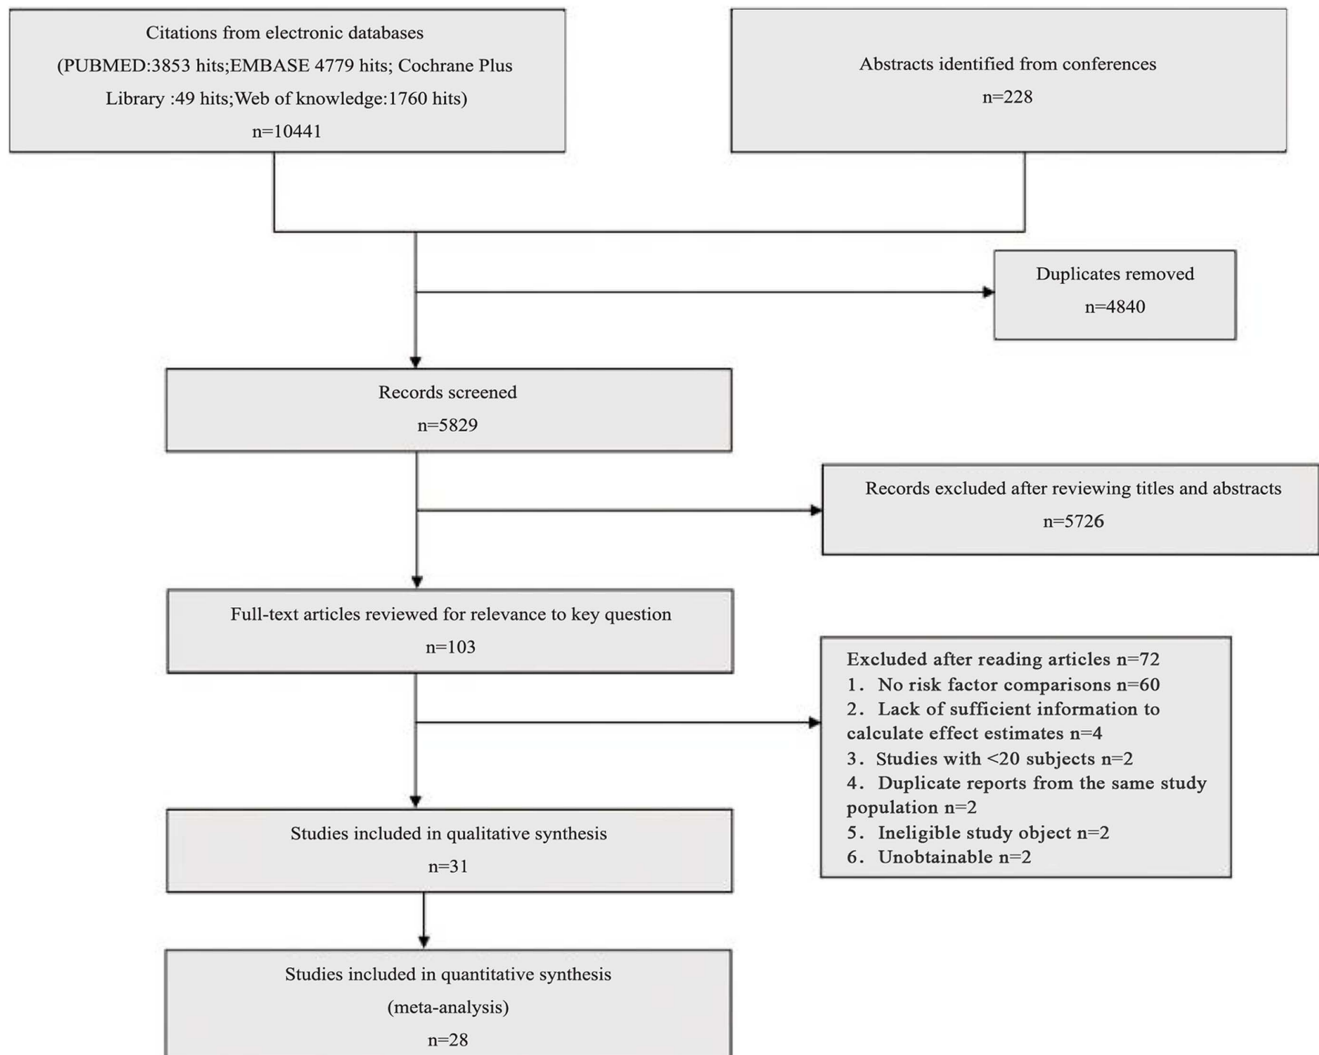 Citations from electronic databases
(PUBMED:3853 hits;EMBASE 4779 hits; Cochrane Plus
Library :49 hits;Web of knowledge:1760 hits)
n=10441
Abstracts identified from conferences
n=228
Duplicates removed
n=4840
Records screened
n=5829
Records excluded after reviewing titles and abstracts
n=5726
Full-text articles reviewed for relevance to key question
n=103
Excluded after reading articles n=72
1. No risk factor comparisons n=60
2. Lack of sufficient information to
calculate effect estimates n=4
3. Studies with <20 subjects n=2
4. Duplicate reports from the same study
population n=2
5. Ineligible study object n=2
6. Unobtainable n=2
Studies included in qualitative synthesis
n=31
Studies included in quantitative synthesis
(meta-analysis)
n=28